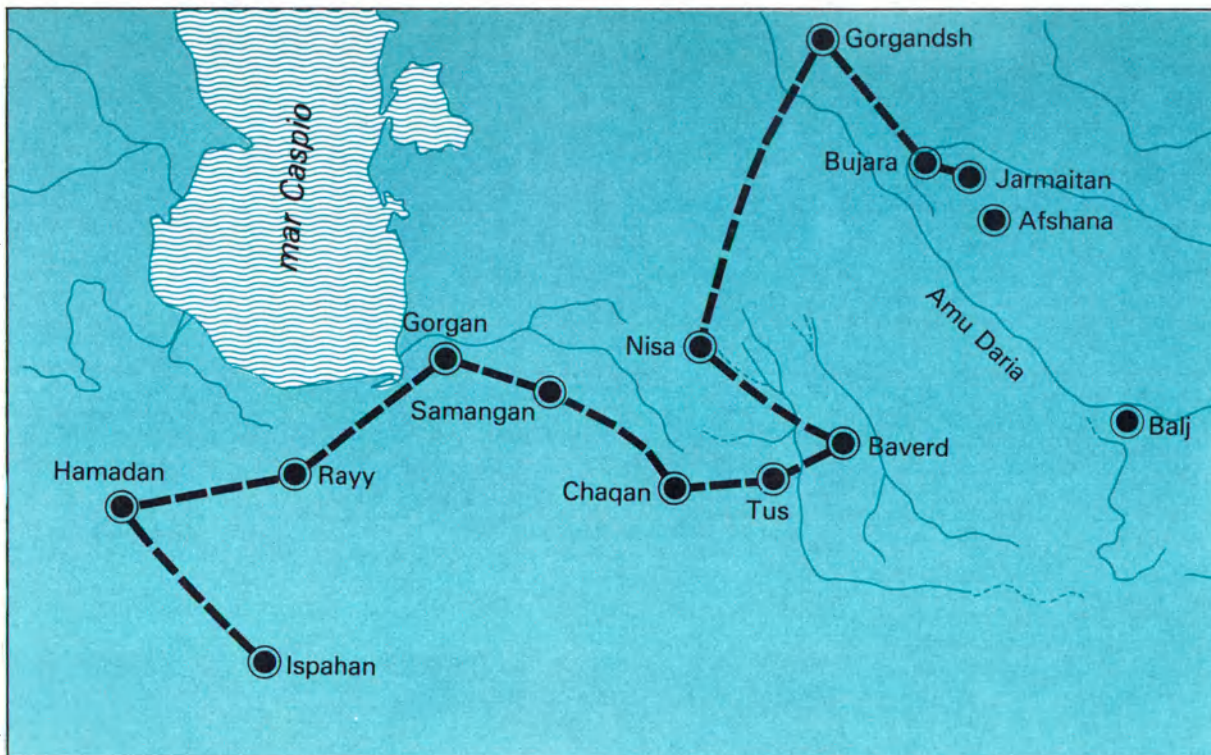 Gorgandsh
mar Caspio
Bujara
Jarmaitan
Afshana
Amu Daria
Gorgan
Nisa
Samangan
Balj
Baverd
Hamadan
Rayy
Chaqan
Tus
Ispahan